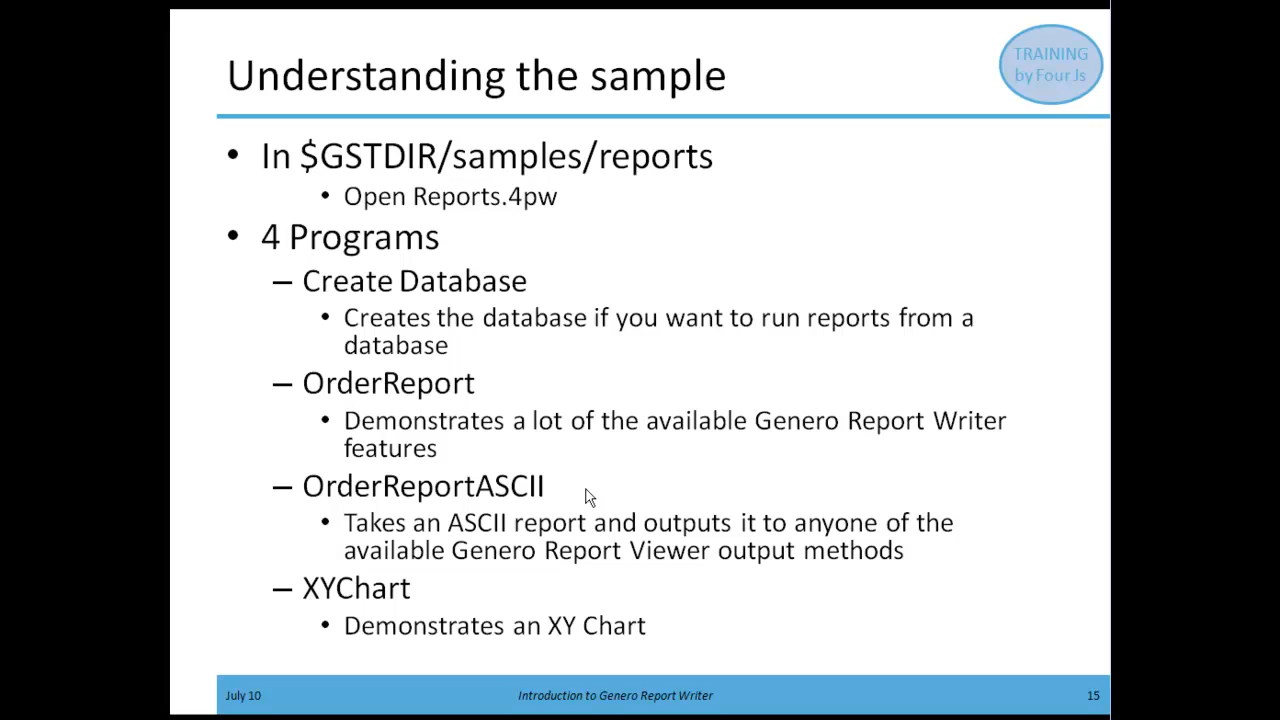 Understanding the sample
TRAINING
by Four Js
• In $GSTDIR/samples/reports
• Open Reports.4pw
• 4 Programs
– Create Database
• Creates the database if you want to run reports from a
database
– OrderReport
• Demonstrates a lot of the available Genero Report Writer
features
– OrderReportASCII
• Takes an ASCII report and outputs it to anyone of the
available Genero Report Viewer output methods
– XYChart
• Demonstrates an XY Chart
July 10
Introduction to Genero Report Writer
15